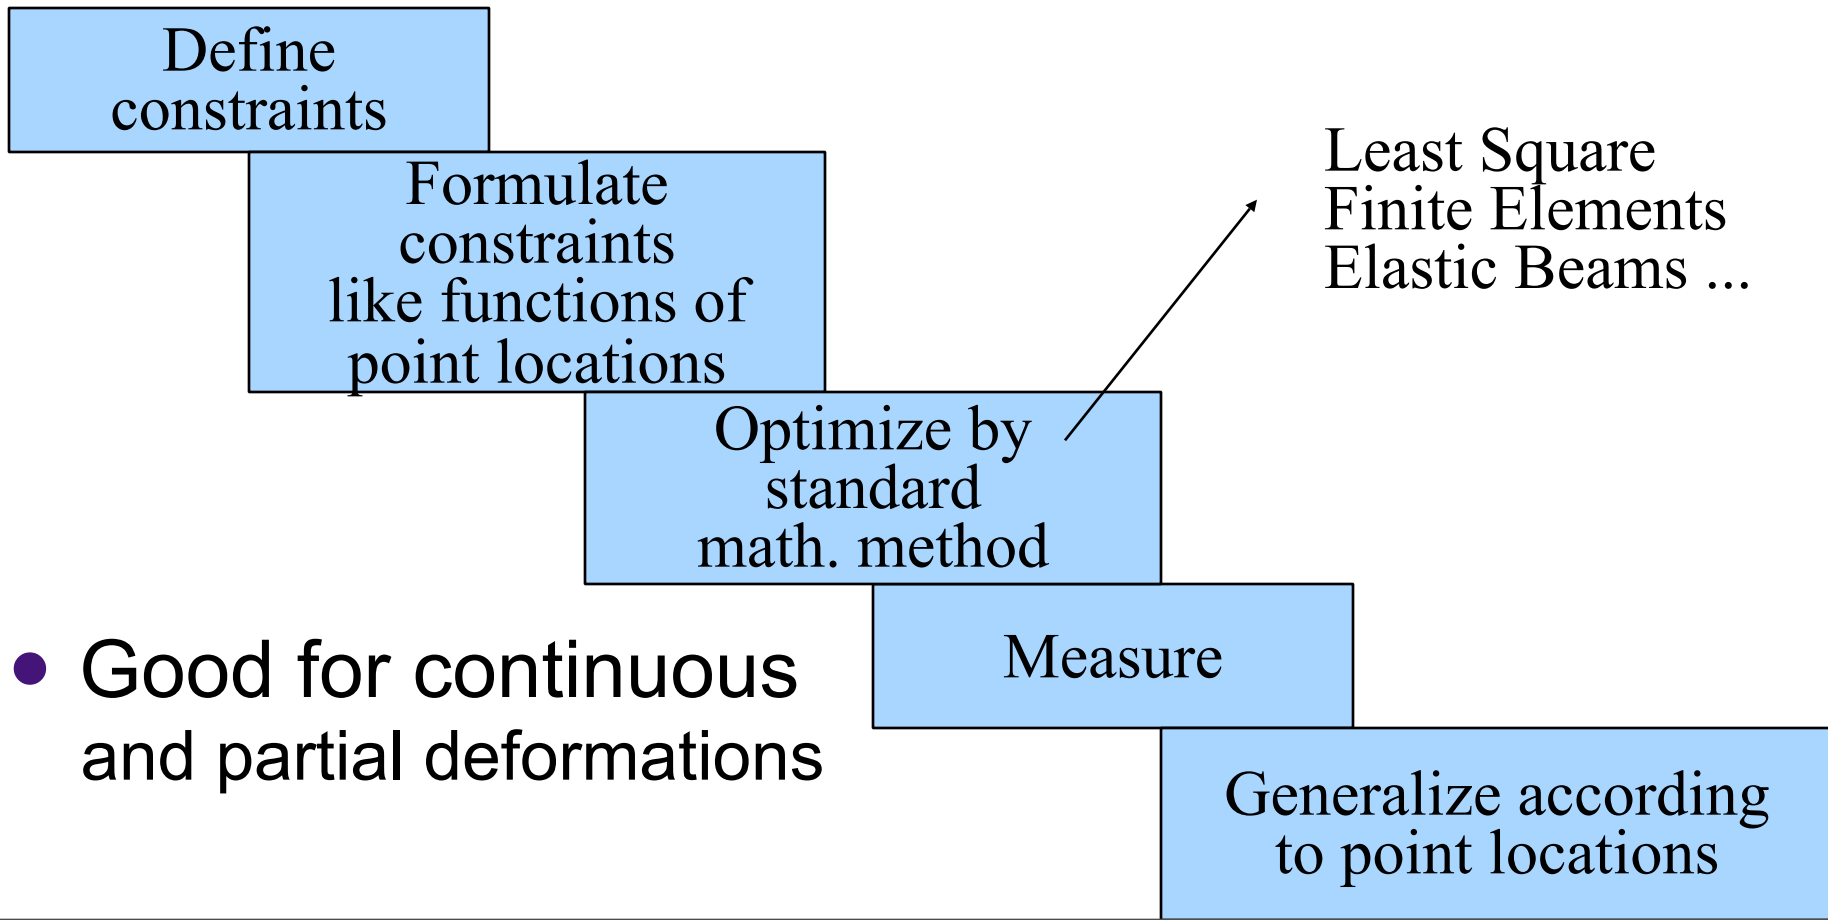 Define
constraints
Formulate
constraints
like functions of
point locations
Least Square
Finite Elements
Elastic Beams ...
Optimize by
standard
math. method
Measure
• Good for continuous
and partial deformations
Generalize according
to point locations